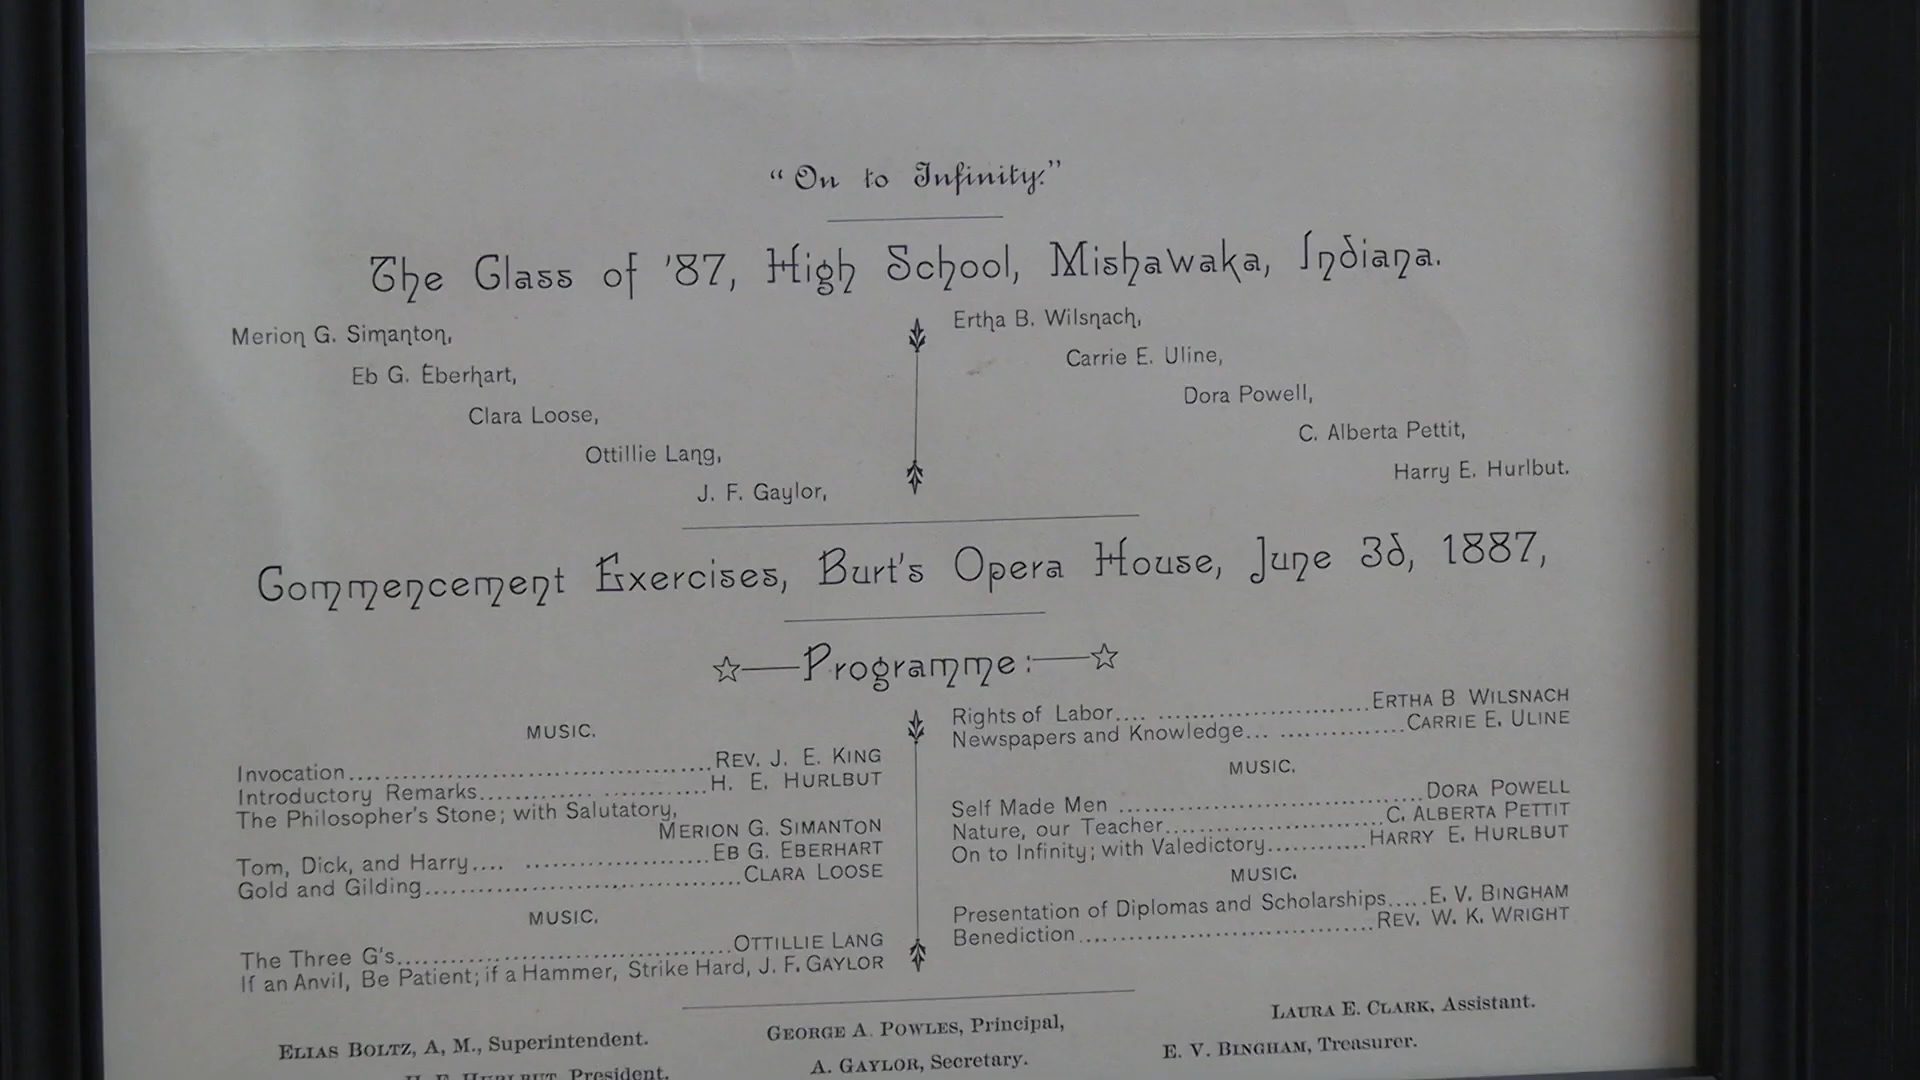 "On to Infinity."
The Class of '87, High School, Mishawaka, Indiana.
Merion G. Simanton,
Eb G. Eberhart,
Clara Loose,
Ottillie Lang,
J. F. Gaylor,
Ertha B. Wilsnach,
Carrie E. Uline,
Dora Powell,
C. Alberta Pettit,
Harry E. Hurlbut.
Commencement Exercises, Burt's Opera House, June 3d, 1887,
☆—Programme:—☆
MUSIC.
Invocation........................................REV. J. E. KING
Introductory Remarks........................H. E. HURLBUT
The Philosopher's Stone; with Salutatory,
MERION G. SIMANTON
Tom, Dick, and Harry.... ......................EB G. EBERHART
Gold and Gilding...................................CLARA LOOSE
MUSIC.
The Three G's.....................................OTTILLIE LANG
If an Anvil, Be Patient; if a Hammer, Strike Hard, J. F. GAYLOR
Rights of Labor.... .........................ERTHA B WILSNACH
Newspapers and Knowledge... ...............CARRIE E. ULINE
MUSIC.
Self Made Men ....................................DORA POWELL
Nature, our Teacher..........................C. ALBERTA PETTIT
On to Infinity; with Valedictory............HARRY E. HURLBUT
MUSIC.
Presentation of Diplomas and Scholarships.....E. V. BINGHAM
Benediction...................................REV. W. K. WRIGHT
ELIAS BOLTZ, A, M., Superintendent.
GEORGE A. POWLES, Principal,
LAURA E. CLARK, Assistant.
H. E. HURLBUT, President.
A. GAYLOR, Secretary.
E. V. BINGHAM, Treasurer.